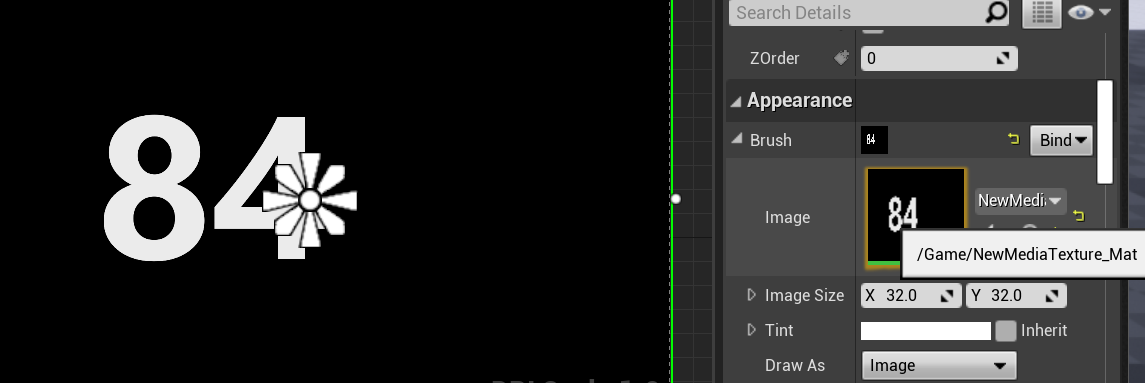 Search Details
ZOrder
0
Appearance
84
Brush
84
Bind
Image
84
NewMedi
/Game/NewMediaTexture_Mat
Image Size
X 32.0
Y 32.0
Tint
Inherit
Draw As
Image